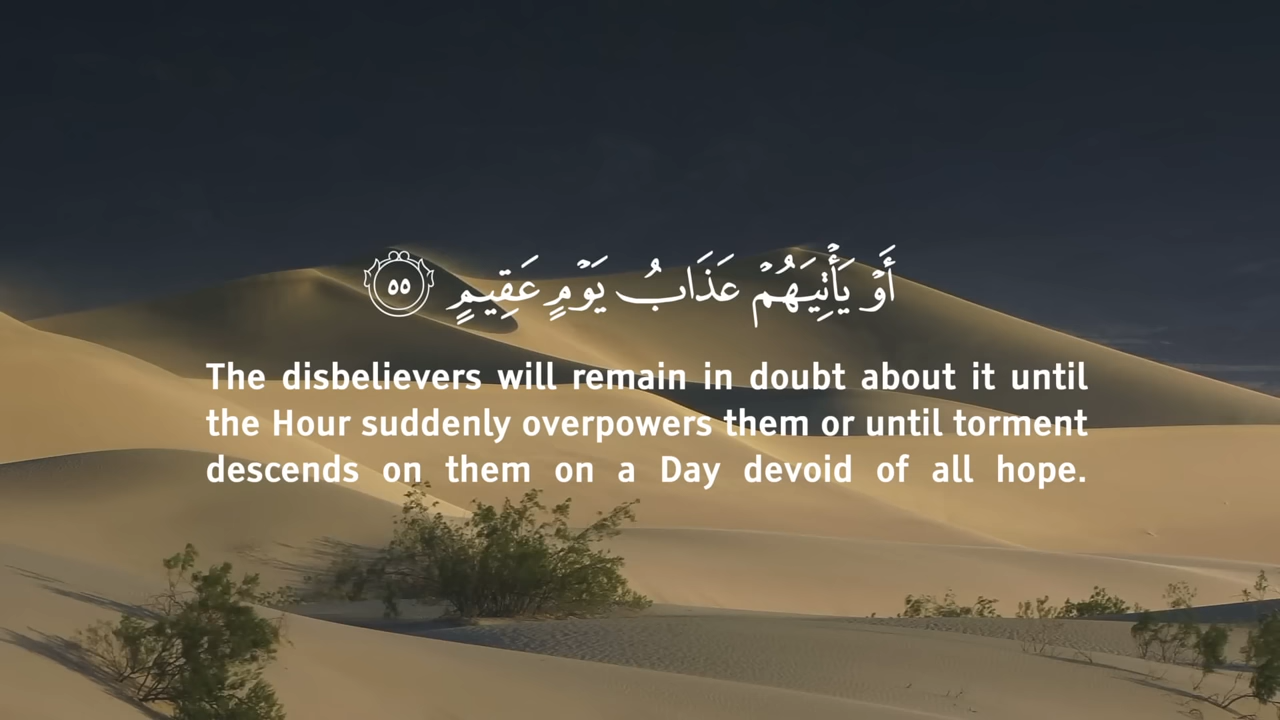 أَوْ يَأْتِيَهُمْ عَذَابُ يَوْمٍ عَقِيمٍ ٥٥
The disbelievers will remain in doubt about it until
the Hour suddenly overpowers them or until torment
descends on them on a Day devoid of all hope.